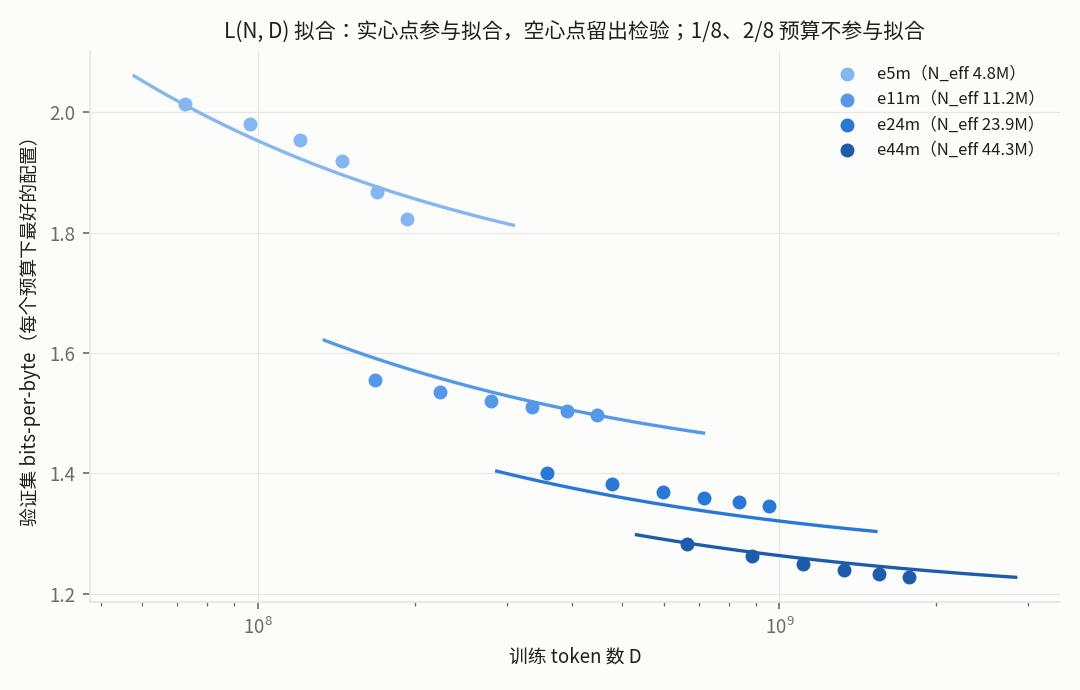 L(N, D) 拟合：实心点参与拟合，空心点留出检验；1/8、2/8 预算不参与拟合
e5m（N_eff 4.8M）
e11m（N_eff 11.2M）
e24m（N_eff 23.9M）
e44m（N_eff 44.3M）
验证集 bits-per-byte（每个预算下最好的配置）
2.0
1.8
1.6
1.4
1.2
10⁸
10⁹
训练 token 数 D